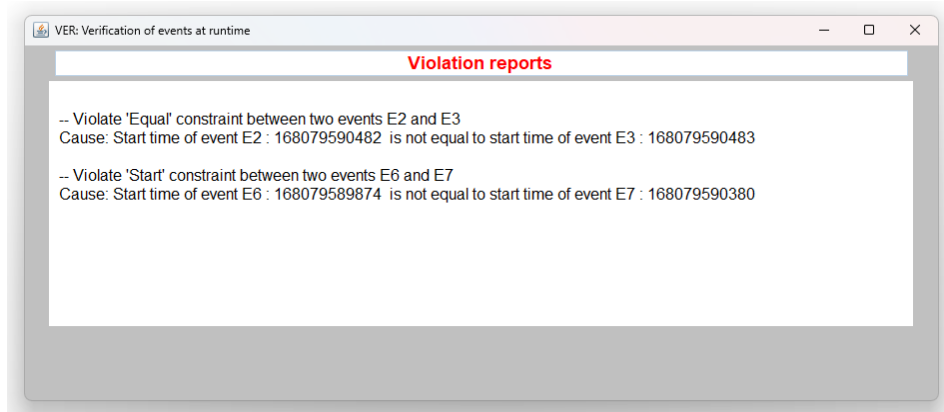 VER: Verification of events at runtime
Violation reports
-- Violate 'Equal' constraint between two events E2 and E3
Cause: Start time of event E2 : 168079590482  is not equal to start time of event E3 : 168079590483
-- Violate 'Start' constraint between two events E6 and E7
Cause: Start time of event E6 : 168079589874  is not equal to start time of event E7 : 168079590380